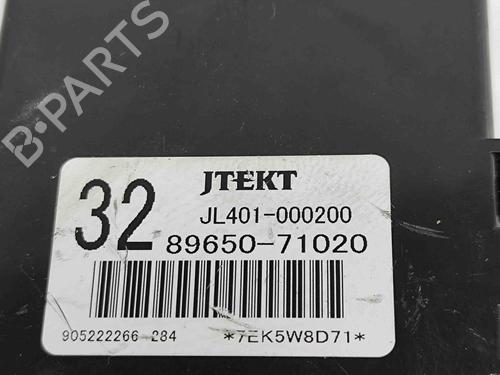 B-PARTS
32
JTEKT
JL401-000200
89650-71020
905222266-284
*7EK5W8D71*